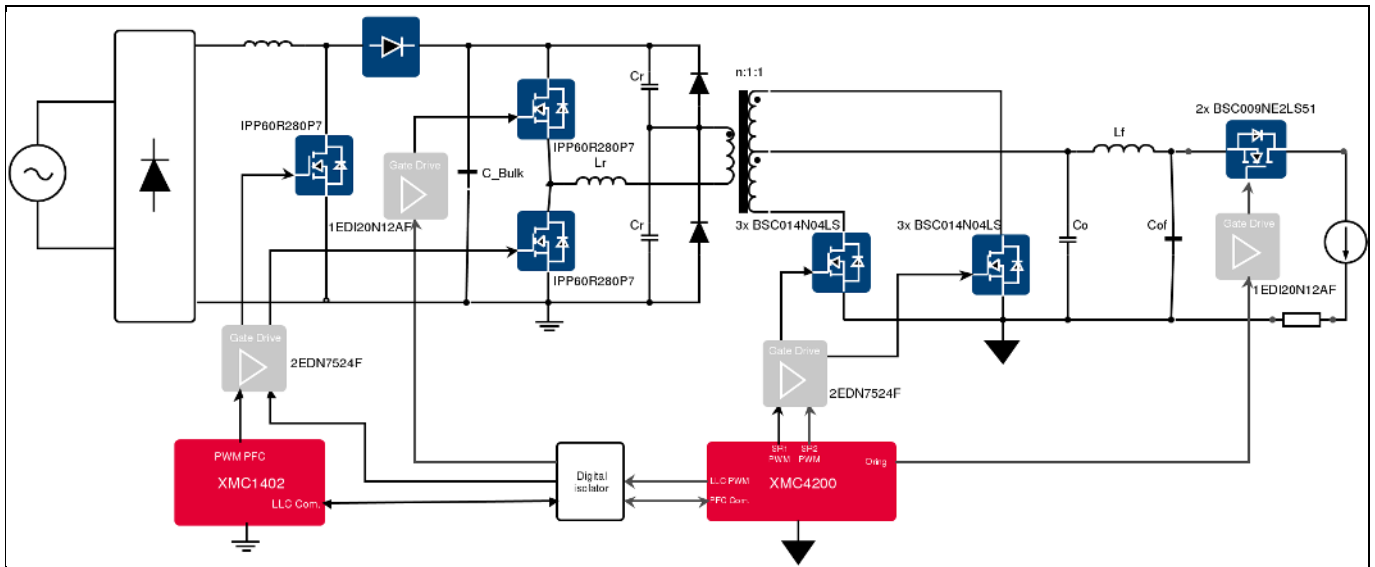 n:1:1
Cr
2x BSC009NE2LS51
IPP60R280P7
Lf
IPP60R280P7
Gate Drive
Lr
C_Bulk
1EDI20N12AF
Cr
3x BSC014N04LS
3x BSC014N04LS
Co
Cof
Gate Drive
IPP60R280P7
1EDI20N12AF
Gate Drive
2EDN7524F
Gate Drive
2EDN7524F
PWM PFC
XMC1402
LLC Com.
Digital
isolator
SR1
PWM
SR2
PWM
Oring
LLC PWM
XMC4200
PFC Com.